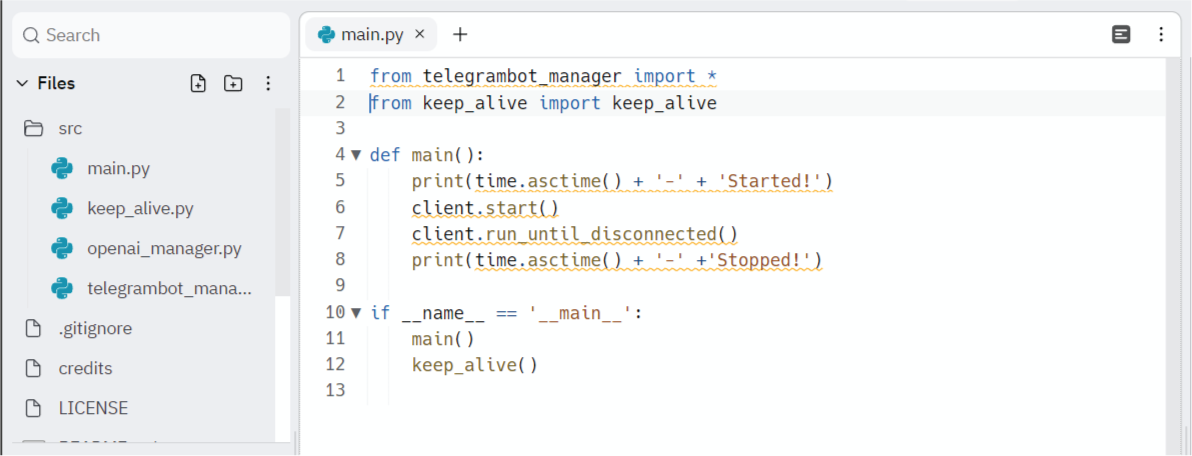 Search
Files
src
main.py
keep_alive.py
openai_manager.py
telegrambot_mana...
.gitignore
credits
LICENSE
main.py × +
1 from telegrambot_manager import *
2 from keep_alive import keep_alive
3
4 def main():
5 print(time.asctime() + '-' + 'Started!')
6 client.start()
7 client.run_until_disconnected()
8 print(time.asctime() + '-' +'Stopped!')
9
10 if __name__ == '__main__':
11 main()
12 keep_alive()
13